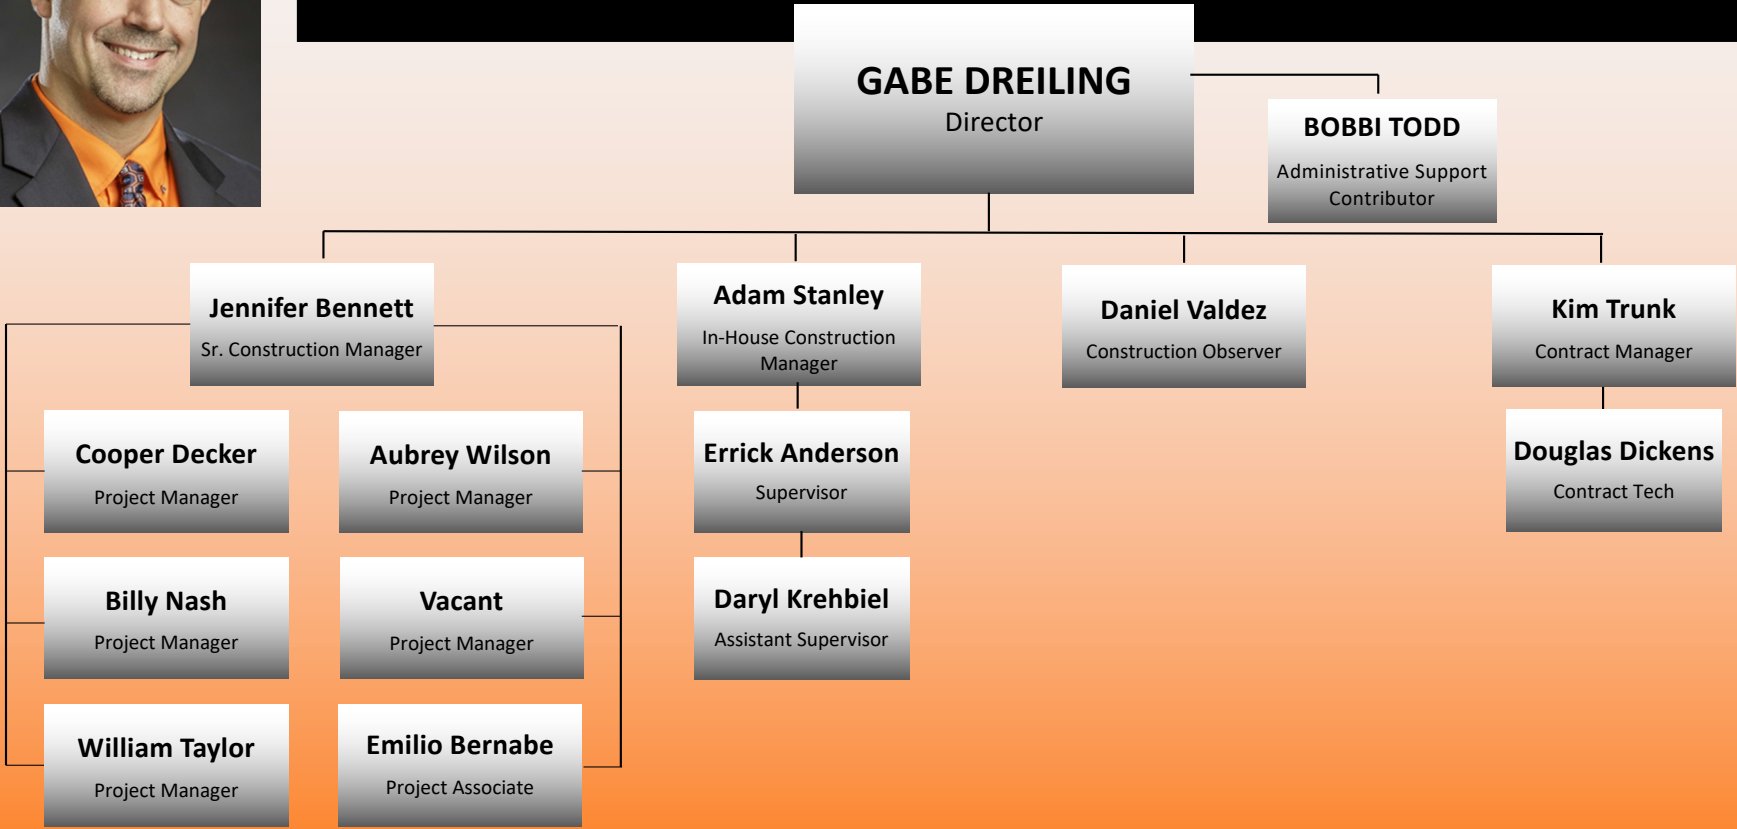 GABE DREILING
Director
BOBBI TODD
Administrative Support
Contributor
Jennifer Bennett
Sr. Construction Manager
Adam Stanley
In-House Construction
Manager
Daniel Valdez
Construction Observer
Kim Trunk
Contract Manager
Cooper Decker
Project Manager
Aubrey Wilson
Project Manager
Errick Anderson
Supervisor
Douglas Dickens
Contract Tech
Billy Nash
Project Manager
Vacant
Project Manager
Daryl Krehbiel
Assistant Supervisor
William Taylor
Project Manager
Emilio Bernabe
Project Associate